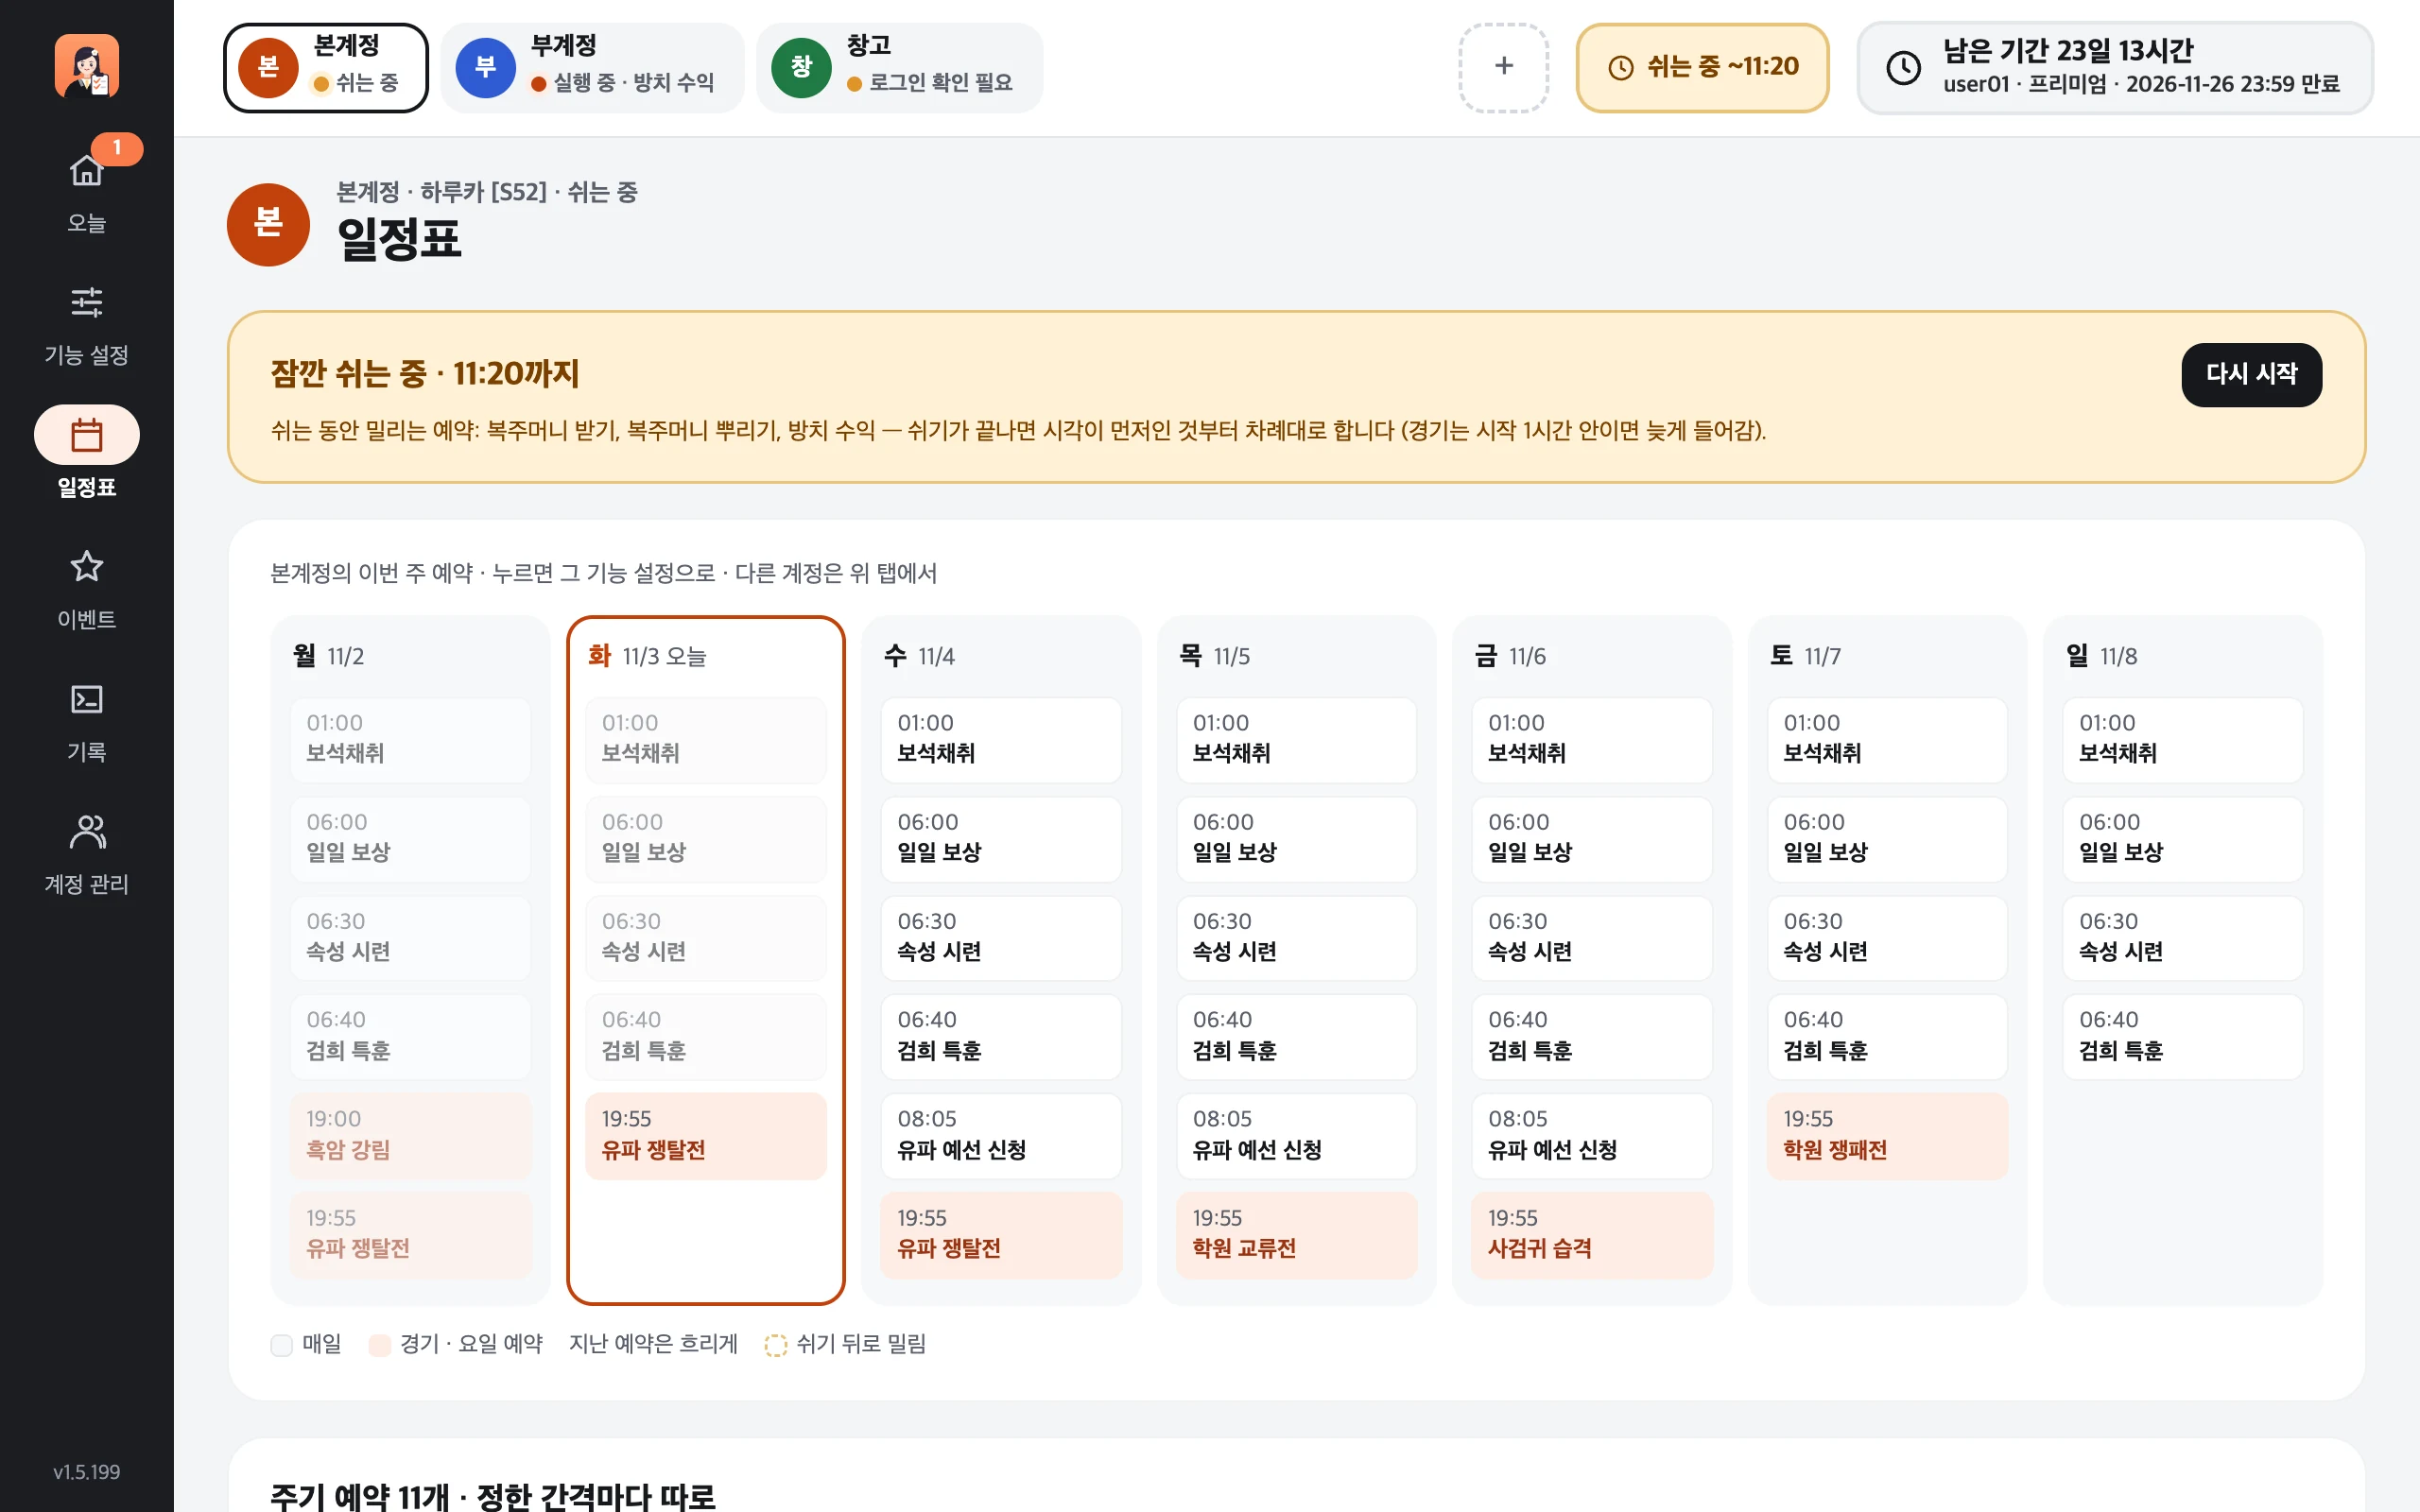 본
본계정
쉬는 중
부
부계정
실행 중 · 방치 수익
창
창고
로그인 확인 필요
+
쉬는 중 ~11:20
남은 기간 23일 13시간
user01 · 프리미엄 · 2026-11-26 23:59 만료
1
오늘
기능 설정
일정표
이벤트
기록
계정 관리
v1.5.199
본
본계정 · 하루카 [S52] · 쉬는 중
일정표
잠깐 쉬는 중 · 11:20까지
다시 시작
쉬는 동안 밀리는 예약: 복주머니 받기, 복주머니 뿌리기, 방치 수익 — 쉬기가 끝나면 시각이 먼저인 것부터 차례대로 합니다 (경기는 시작 1시간 안이면 늦게 들어감).
본계정의 이번 주 예약 · 누르면 그 기능 설정으로 · 다른 계정은 위 탭에서
월 11/2
01:00
보석채취
06:00
일일 보상
06:30
속성 시련
06:40
검희 특훈
19:00
흑암 강림
19:55
유파 쟁탈전
화 11/3 오늘
01:00
보석채취
06:00
일일 보상
06:30
속성 시련
06:40
검희 특훈
19:55
유파 쟁탈전
수 11/4
01:00
보석채취
06:00
일일 보상
06:30
속성 시련
06:40
검희 특훈
08:05
유파 예선 신청
19:55
유파 쟁탈전
목 11/5
01:00
보석채취
06:00
일일 보상
06:30
속성 시련
06:40
검희 특훈
08:05
유파 예선 신청
19:55
학원 교류전
금 11/6
01:00
보석채취
06:00
일일 보상
06:30
속성 시련
06:40
검희 특훈
08:05
유파 예선 신청
19:55
사검귀 습격
토 11/7
01:00
보석채취
06:00
일일 보상
06:30
속성 시련
06:40
검희 특훈
19:55
학원 쟁패전
일 11/8
01:00
보석채취
06:00
일일 보상
06:30
속성 시련
06:40
검희 특훈
매일
경기 · 요일 예약
지난 예약은 흐리게
쉬기 뒤로 밀림
주기 예약 11개 · 정한 간격마다 따로